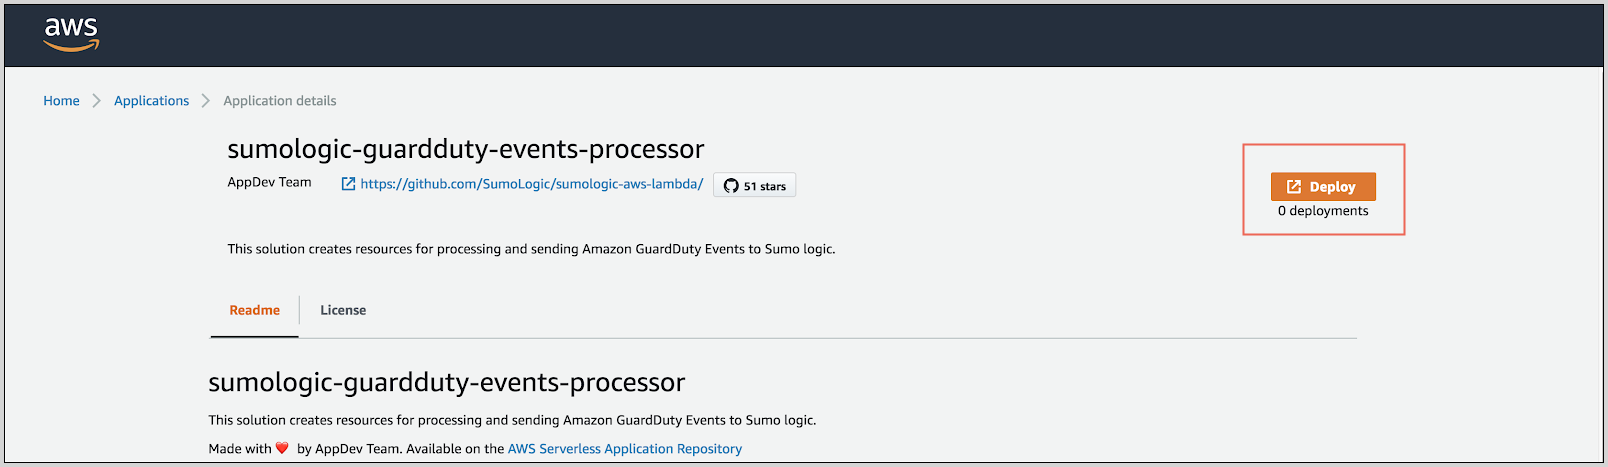 aws
Home Applications Application details
sumologic-guardduty-events-processor
AppDev Team https://github.com/SumoLogic/sumologic-aws-lambda/ 51 stars
Deploy
0 deployments
This solution creates resources for processing and sending Amazon GuardDuty Events to Sumo logic.
Readme License
sumologic-guardduty-events-processor
This solution creates resources for processing and sending Amazon GuardDuty Events to Sumo logic.
Made with ❤️ by AppDev Team. Available on the AWS Serverless Application Repository